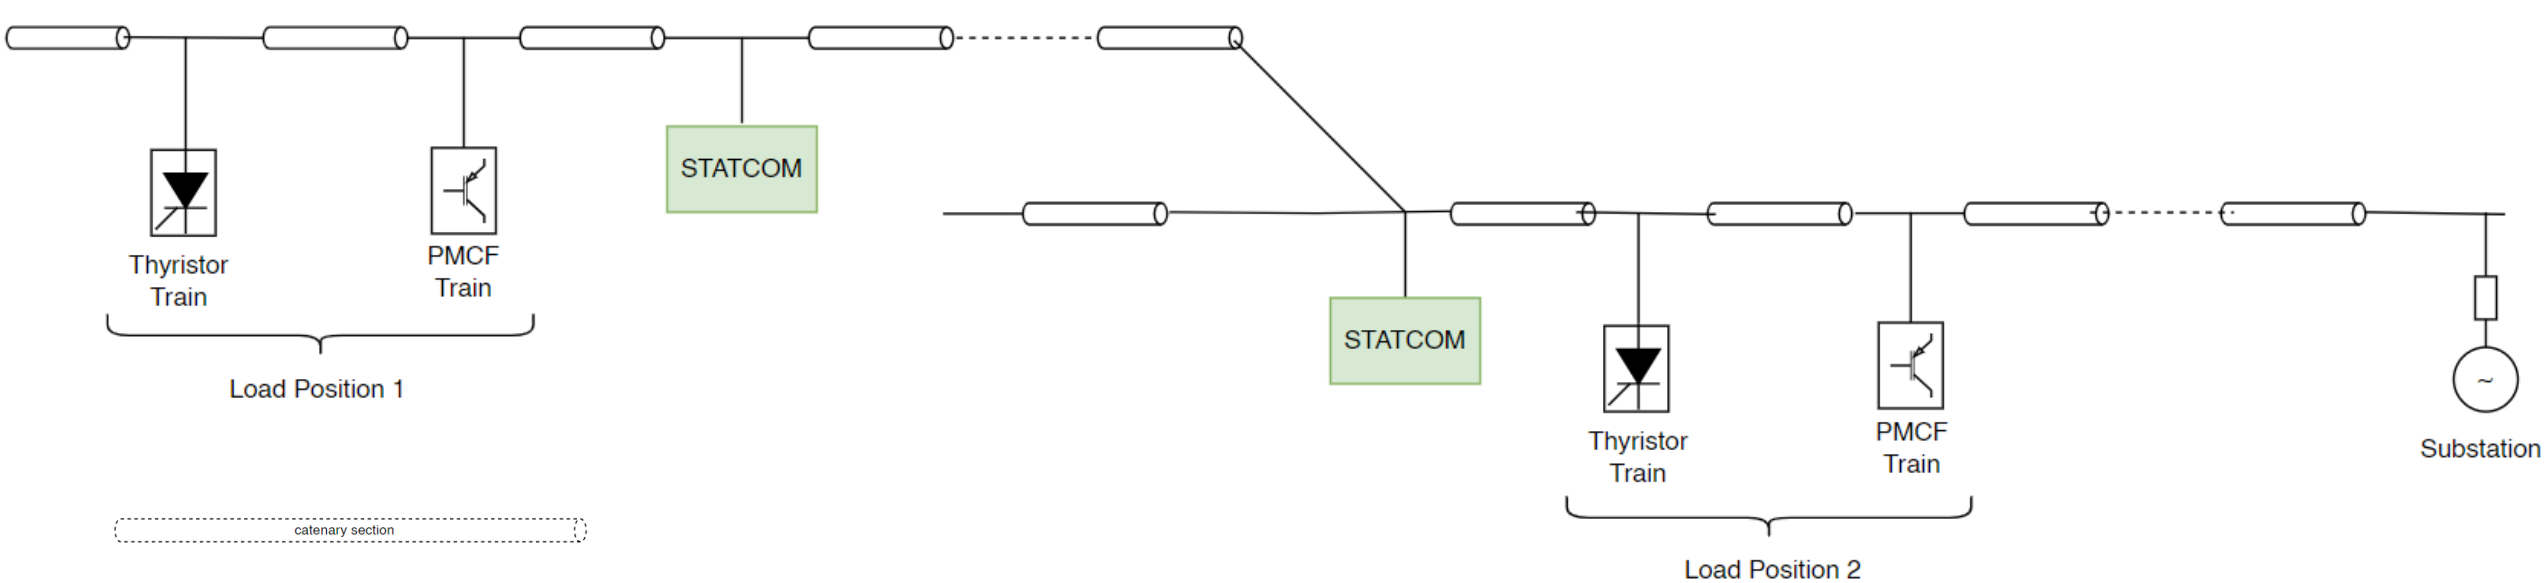 STATCOM
Thyristor
Train
PMCF
Train
Load Position 1
STATCOM
Thyristor
Train
PMCF
Train
Load Position 2
~
Substation
catenary section